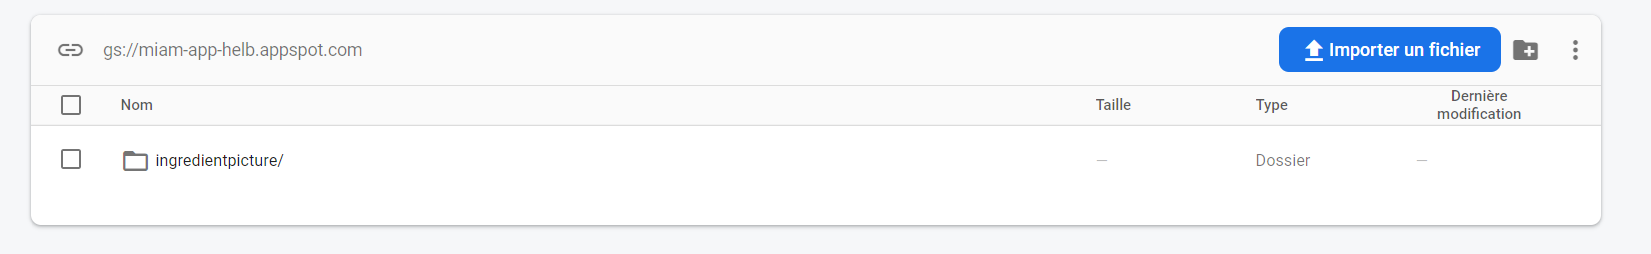 gs://miam-app-helb.appspot.com
Importer un fichier
Nom
Taille
Type
Dernière
modification
ingredientpicture/
—
Dossier
—